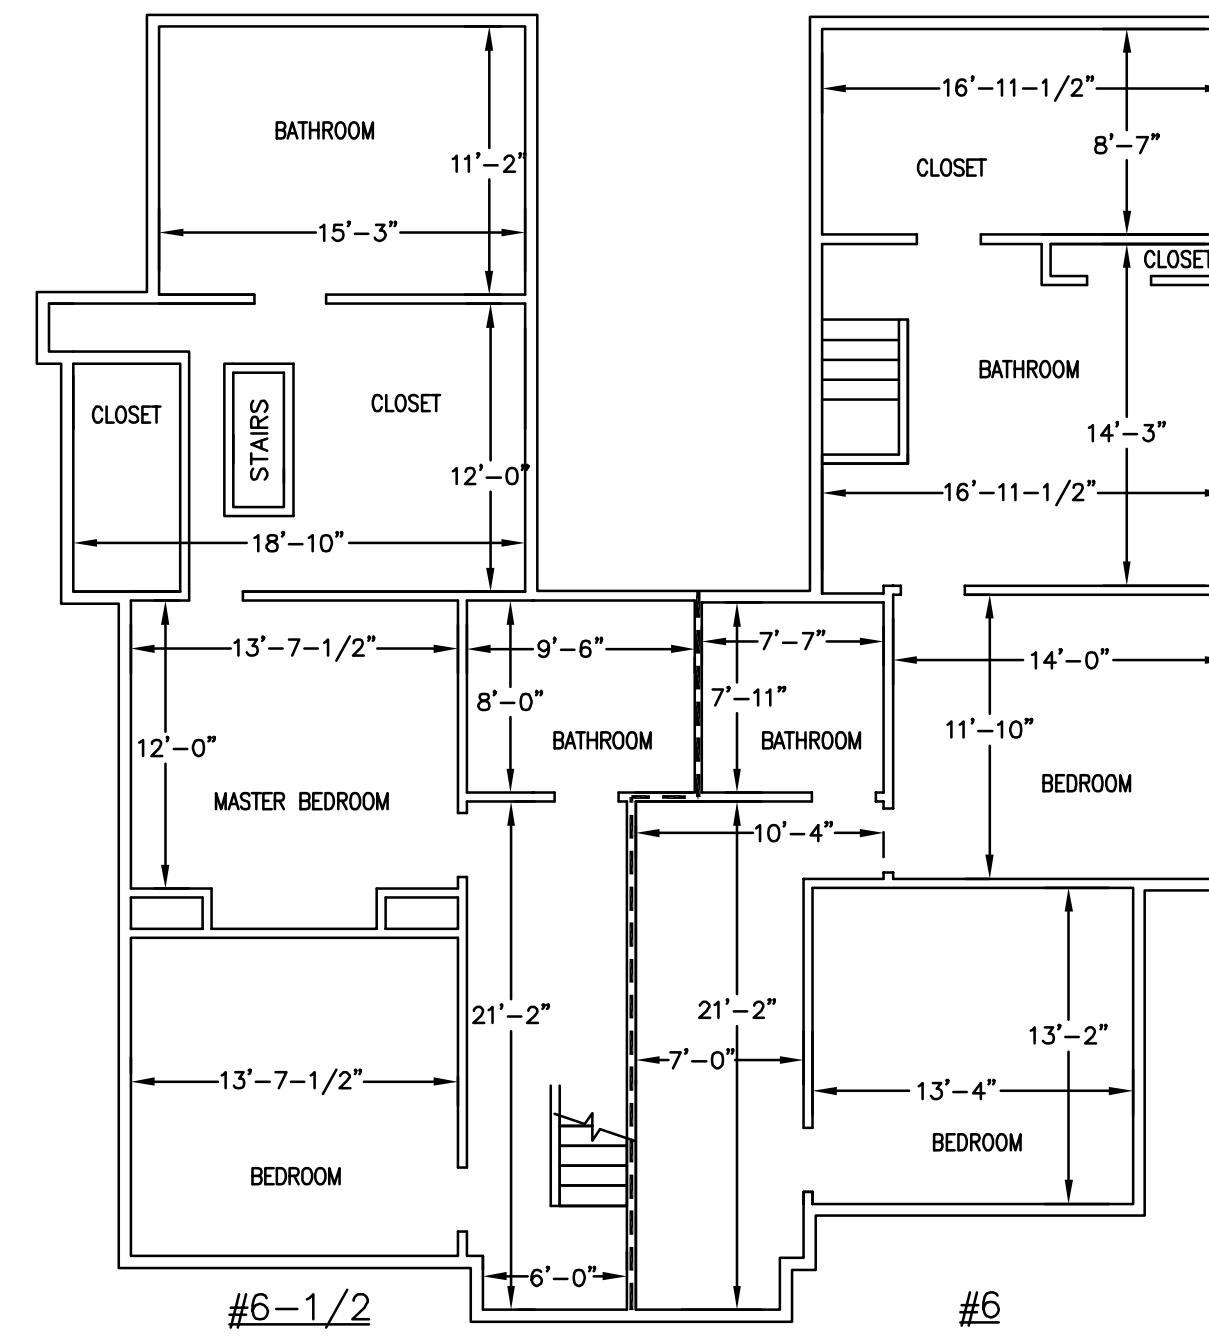 BATHROOM
11'-2"
15'-3"
CLOSET
STAIRS
CLOSET
12'-0"
18'-10"
13'-7-1/2"
12'-0"
MASTER BEDROOM
9'-6"
8'-0"
BATHROOM
13'-7-1/2"
BEDROOM
21'-2"
6'-0"
#6-1/2
16'-11-1/2"
8'-7"
CLOSET
CLOSET
BATHROOM
14'-3"
16'-11-1/2"
7'-7"
7'-11"
BATHROOM
14'-0"
11'-10"
BEDROOM
10'-4"
21'-2"
7'-0"
13'-2"
13'-4"
BEDROOM
#6